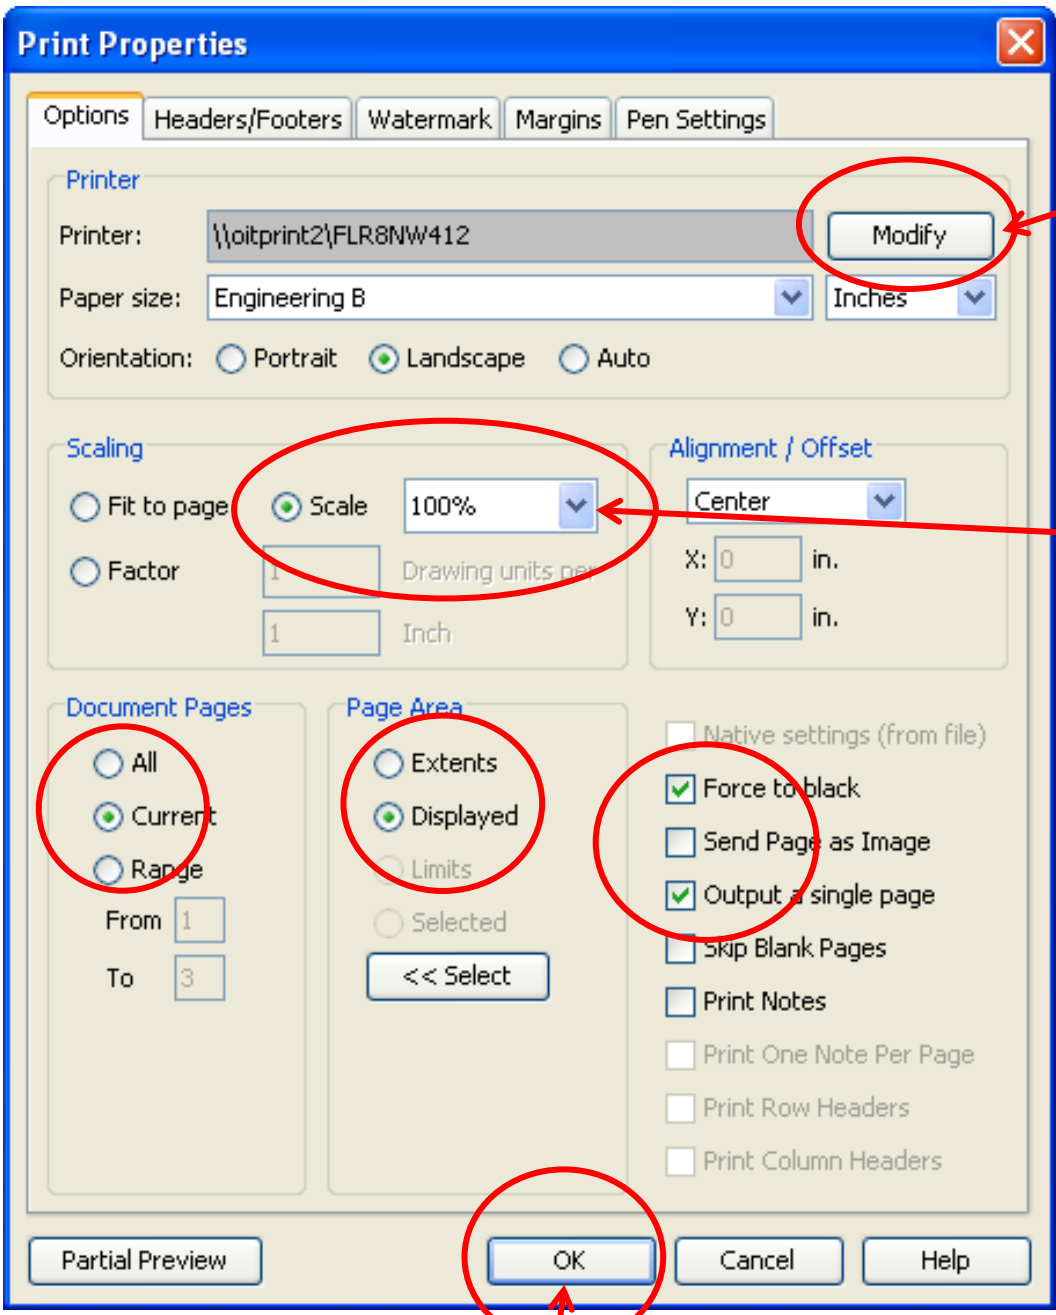 Print Properties
Options Headers/Footers Watermark Margins Pen Settings
Printer
Printer: \\oitprint2\FLR8NW412 Modify
Paper size: Engineering B Inches
Orientation: Portrait Landscape Auto
Scaling
Fit to page Scale 100%
Factor 1 Drawing units per
1 Inch
Alignment / Offset
Center
X: 0 in.
Y: 0 in.
Document Pages
All
Current
Range
From 1
To 3
Page Area
Extents
Displayed
Limits
Selected
<< Select
Native settings (from file)
Force to black
Send Page as Image
Output a single page
Skip Blank Pages
Print Notes
Print One Note Per Page
Print Row Headers
Print Column Headers
Partial Preview OK Cancel Help